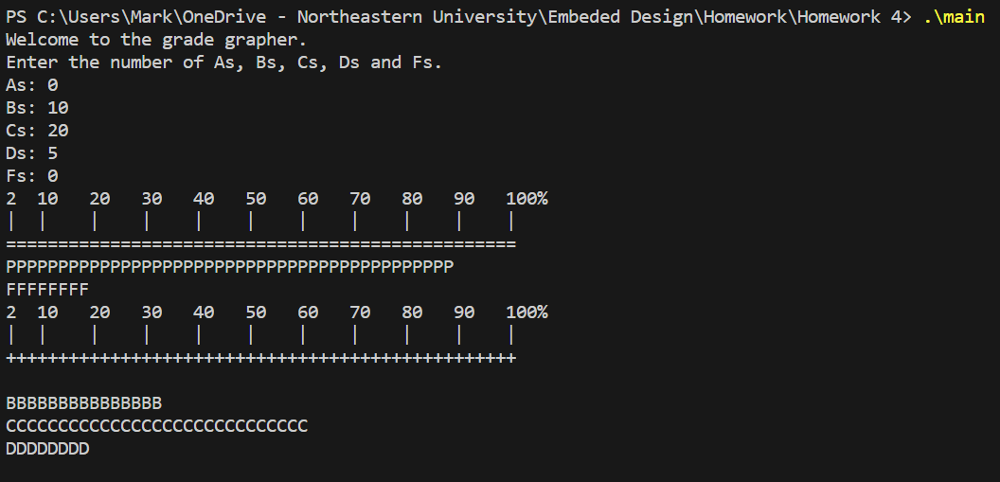 PS C:\Users\Mark\OneDrive - Northeastern University\Embeded Design\Homework\Homework 4> .\main
Welcome to the grade grapher.
Enter the number of As, Bs, Cs, Ds and Fs.
As: 0
Bs: 10
Cs: 20
Ds: 5
Fs: 0
2  10   20   30   40   50   60   70   80   90   100%
|  |    |    |    |    |    |    |    |    |    |
=================================================
PPPPPPPPPPPPPPPPPPPPPPPPPPPPPPPPPPPPPPPPPPP
FFFFFFFF
2  10   20   30   40   50   60   70   80   90   100%
|  |    |    |    |    |    |    |    |    |    |
+++++++++++++++++++++++++++++++++++++++++++++++++
BBBBBBBBBBBBBBB
CCCCCCCCCCCCCCCCCCCCCCCCCCCCC
DDDDDDDD